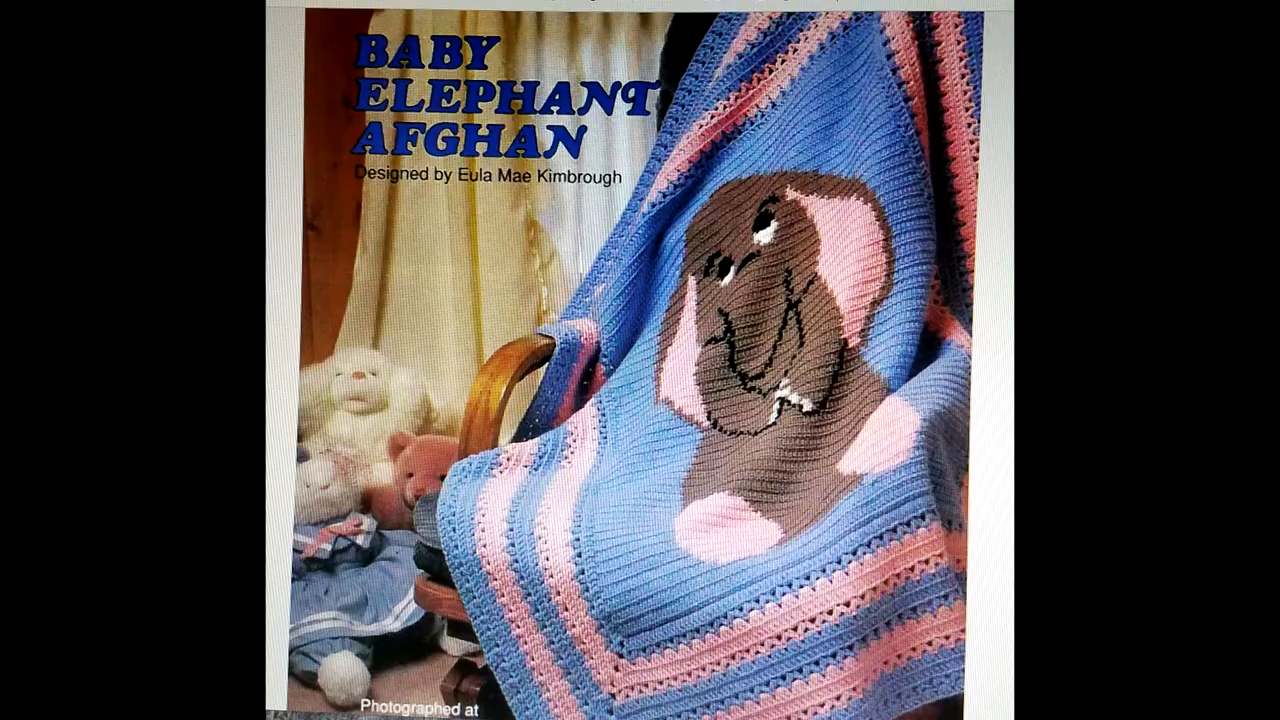 BABY
ELEPHANT
AFGHAN
Designed by Eula Mae Kimbrough
Photographed at